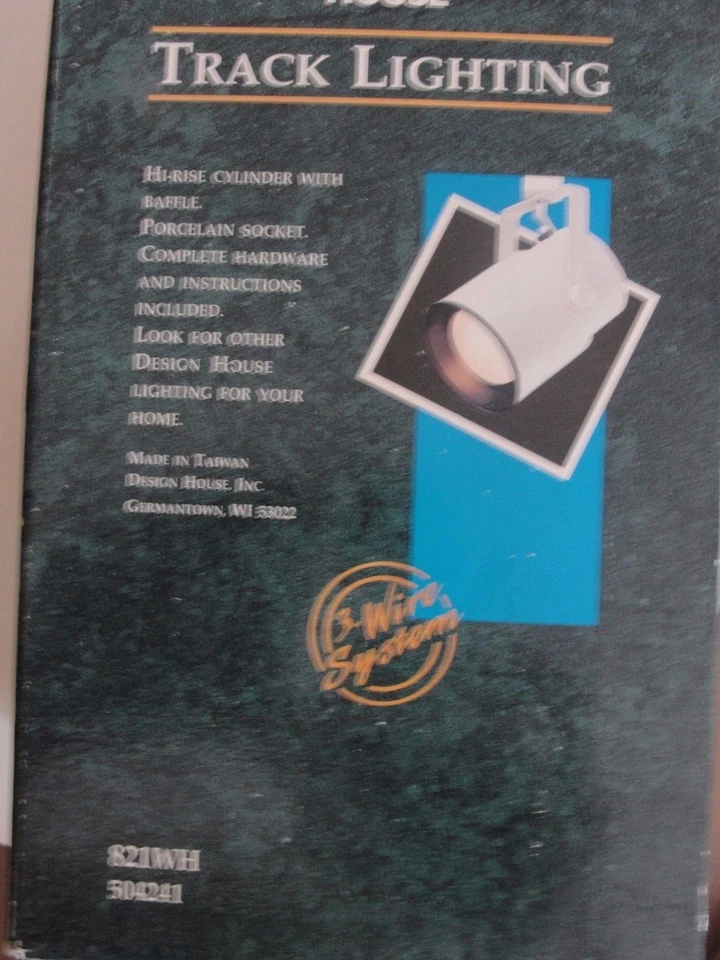 HOUSE
TRACK LIGHTING
HI-RISE CYLINDER WITH
BAFFLE.
PORCELAIN SOCKET.
COMPLETE HARDWARE
AND INSTRUCTIONS
INCLUDED.
LOOK FOR OTHER
DESIGN HOUSE
LIGHTING FOR YOUR
HOME.
MADE IN TAIWAN
DESIGN HOUSE, INC.
GERMANTOWN, WI 53022
3-Wire
System
821WH
504241